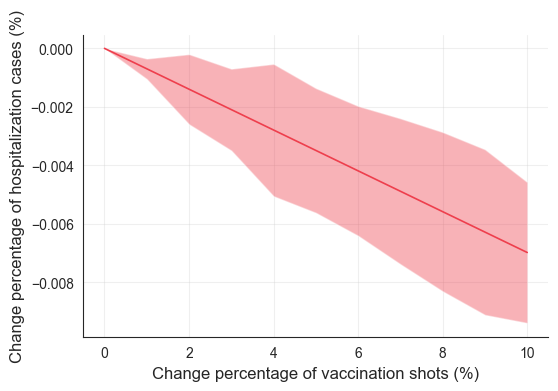 Change percentage of hospitalization cases (%)
0.000
−0.002
−0.004
−0.006
−0.008
0 2 4 6 8 10
Change percentage of vaccination shots (%)